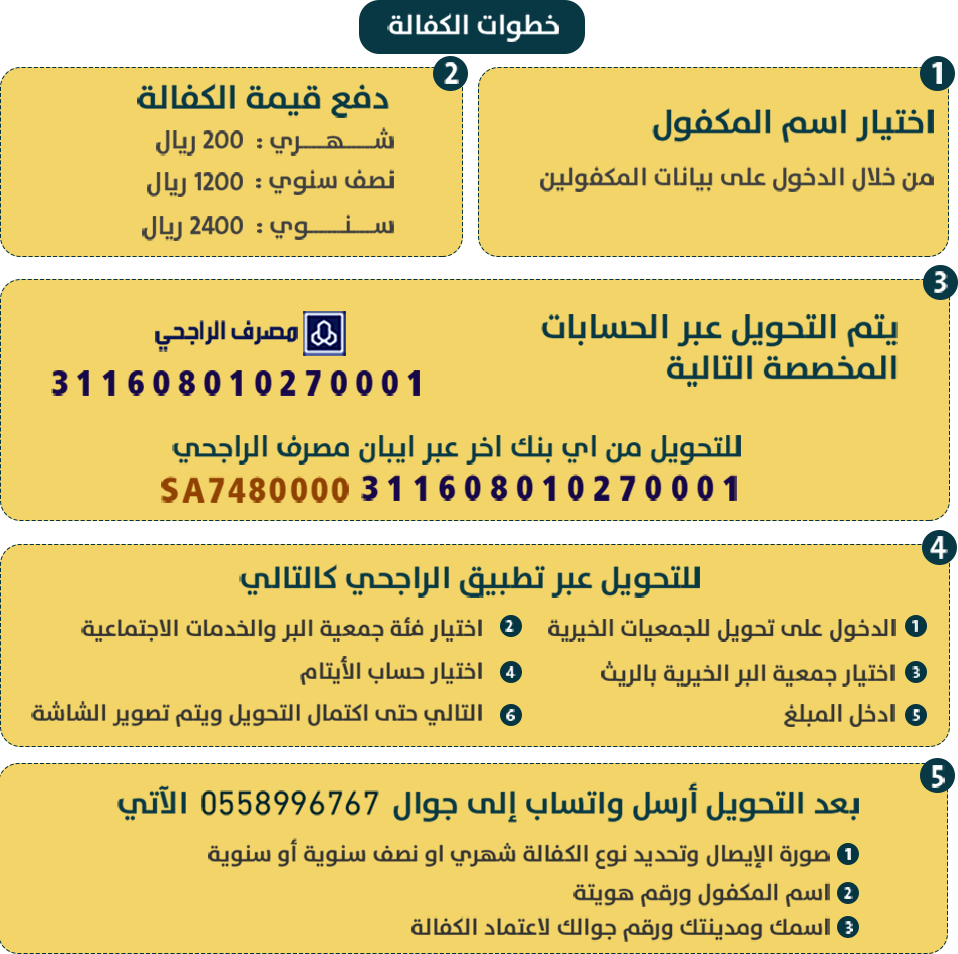 خطوات الكفالة
1
اختيار اسم المكفول
من خلال الدخول على بيانات المكفولين
2
دفع قيمة الكفالة
شهري : 200 ريال
نصف سنوي : 1200 ريال
سنوي : 2400 ريال
3
يتم التحويل عبر الحسابات
المخصصة التالية
مصرف الراجحي
311608010270001
للتحويل من اي بنك اخر عبر ايبان مصرف الراجحي
SA7480000 311608010270001
4
للتحويل عبر تطبيق الراجحي كالتالي
1 الدخول على تحويل للجمعيات الخيرية
2 اختيار فئة جمعية البر والخدمات الاجتماعية
3 اختيار جمعية البر الخيرية بالريث
4 اختيار حساب الأيتام
5 ادخل المبلغ
6 التالي حتى اكتمال التحويل ويتم تصوير الشاشة
5
بعد التحويل أرسل واتساب إلى جوال 0558996767 الآتي
1 صورة الإيصال وتحديد نوع الكفالة شهري او نصف سنوية أو سنوية
2 اسم المكفول ورقم هويتة
3 اسمك ومدينتك ورقم جوالك لاعتماد الكفالة